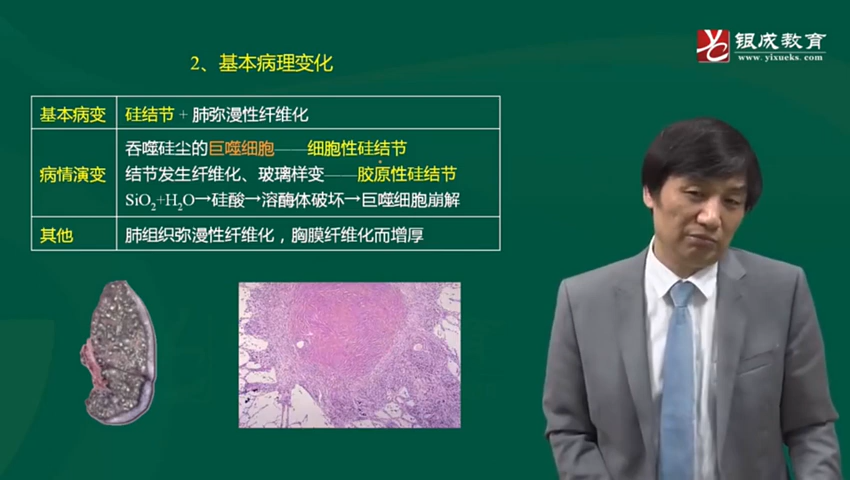 银成教育
www.yixueks.com
2、基本病理变化
基本病变 硅结节 + 肺弥漫性纤维化
病情演变 吞噬硅尘的巨噬细胞——细胞性硅结节
结节发生纤维化、玻璃样变——胶原性硅结节
SiO₂+H₂O→硅酸→溶酶体破坏→巨噬细胞崩解
其他 肺组织弥漫性纤维化，胸膜纤维化而增厚